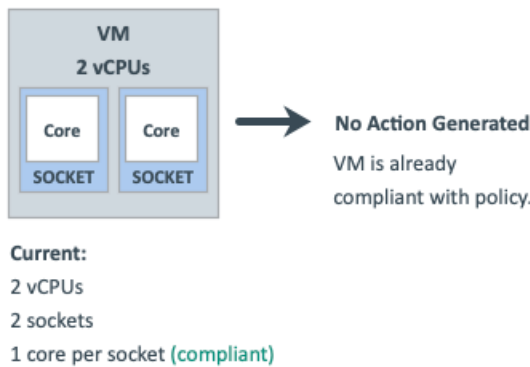 VM
2 vCPUs
Core
Core
SOCKET
SOCKET
No Action Generated
VM is already
compliant with policy.
Current:
2 vCPUs
2 sockets
1 core per socket (compliant)